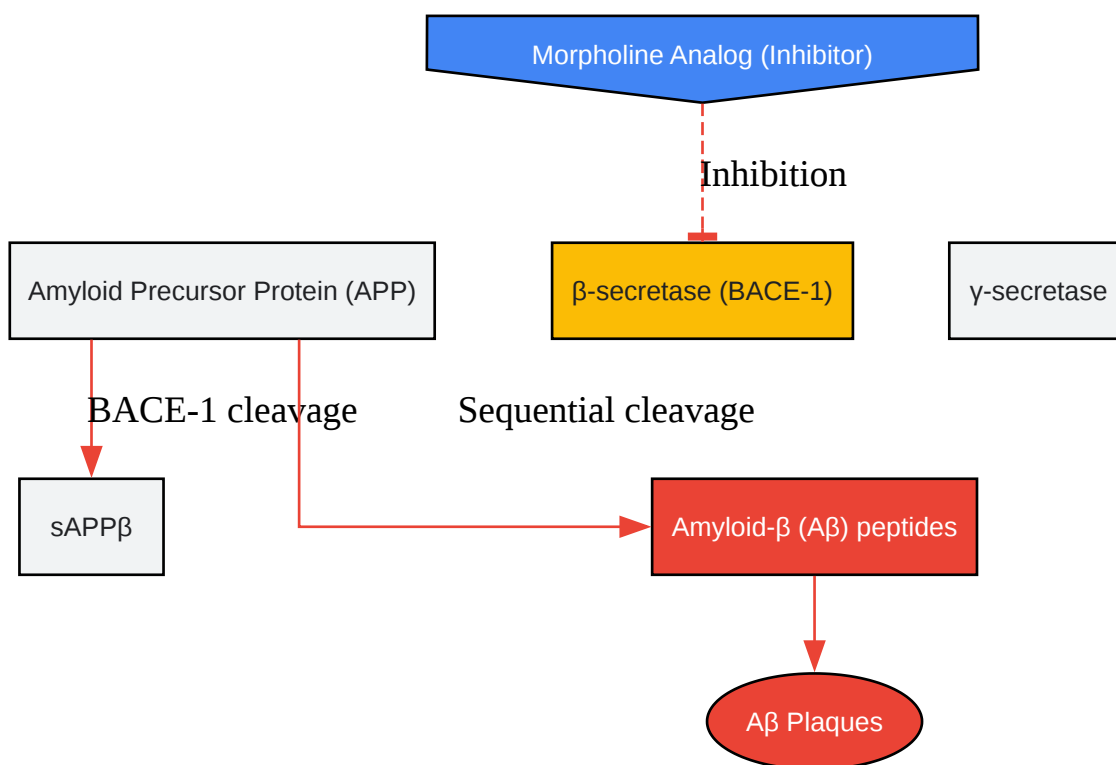 Morpholine Analog (Inhibitor)
Inhibition
Amyloid Precursor Protein (APP)
β-secretase (BACE-1)
γ-secretase
BACE-1 cleavage
Sequential cleavage
sAPPβ
Amyloid-β (Aβ) peptides
Aβ Plaques